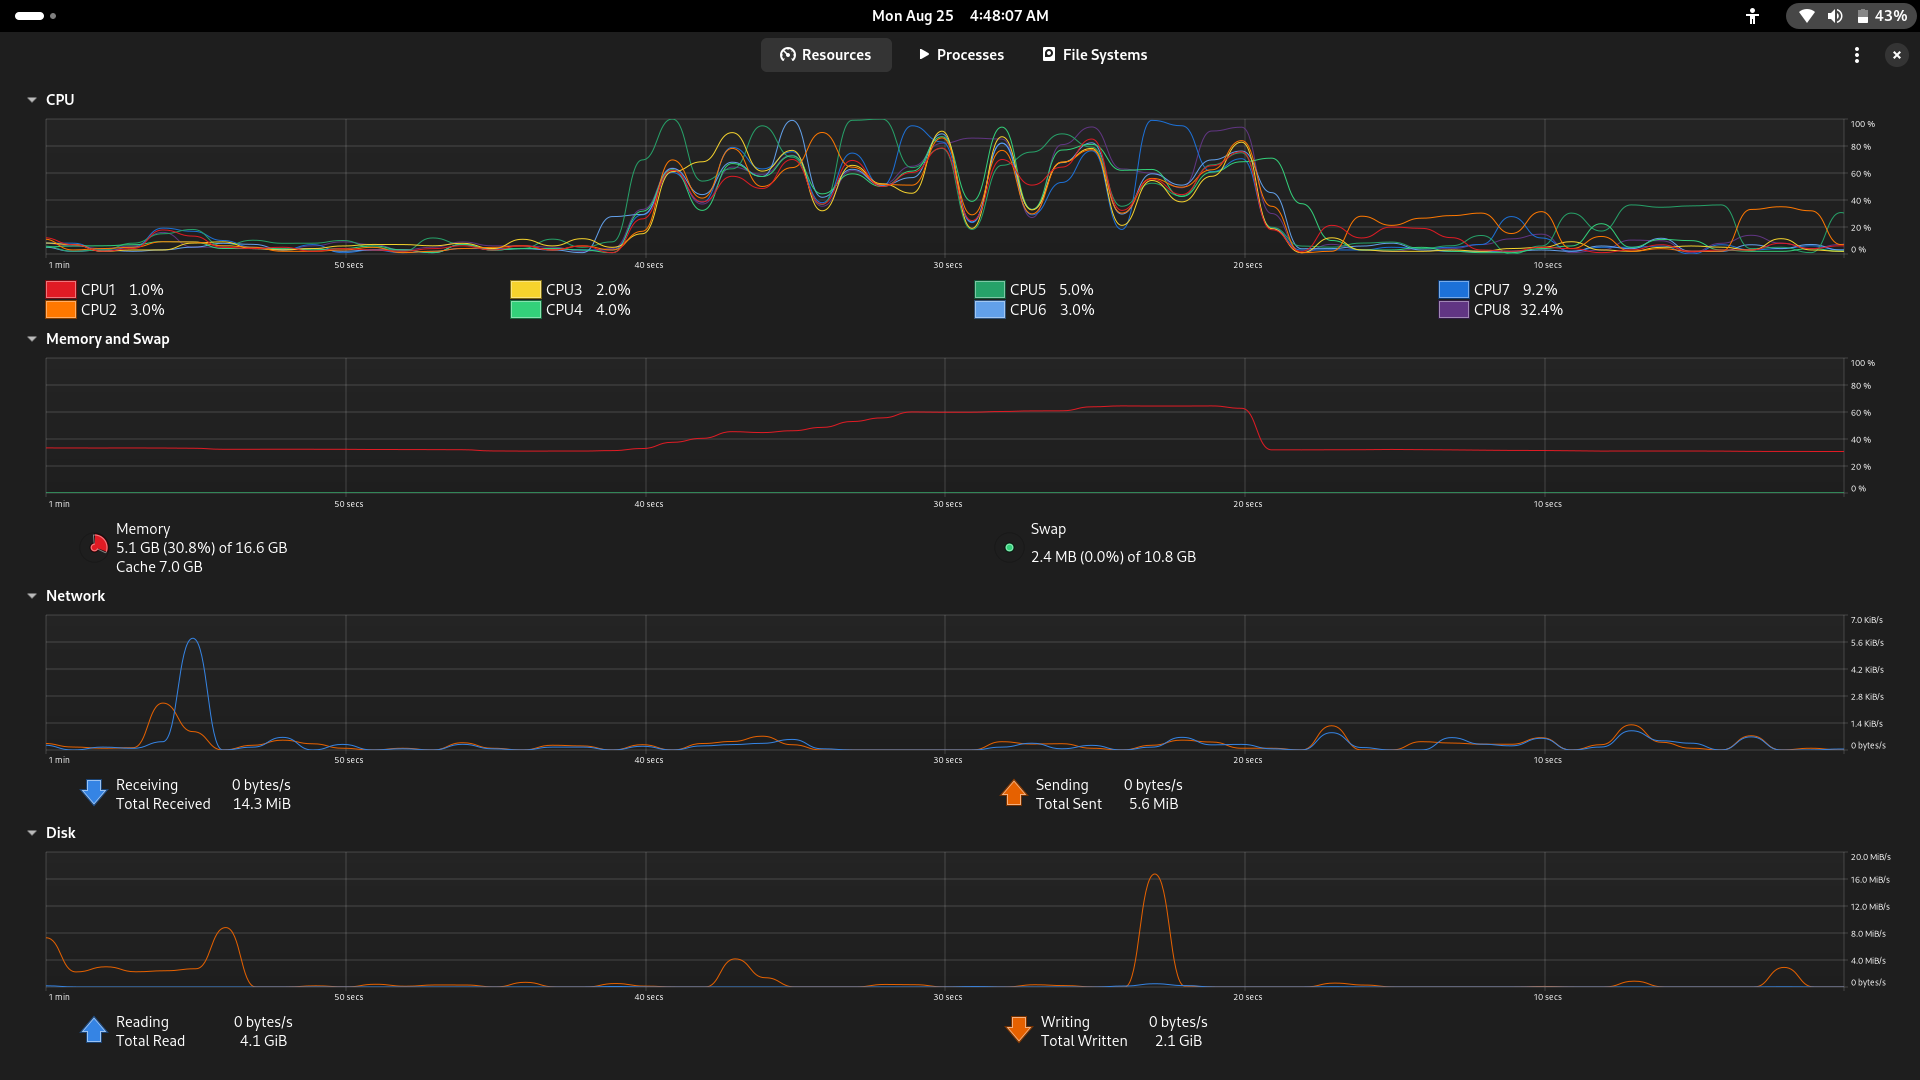 Mon Aug 25 4:48:07 AM
43%
Resources Processes File Systems
CPU
100 %
80 %
60 %
40 %
20 %
0 %
1 min 50 secs 40 secs 30 secs 20 secs 10 secs
CPU1 1.0% CPU3 2.0% CPU5 5.0% CPU7 9.2%
CPU2 3.0% CPU4 4.0% CPU6 3.0% CPU8 32.4%
Memory and Swap
100 %
80 %
60 %
40 %
20 %
0 %
1 min 50 secs 40 secs 30 secs 20 secs 10 secs
Memory
5.1 GB (30.8%) of 16.6 GB
Cache 7.0 GB
Swap
2.4 MB (0.0%) of 10.8 GB
Network
7.0 KiB/s
5.6 KiB/s
4.2 KiB/s
2.8 KiB/s
1.4 KiB/s
0 bytes/s
1 min 50 secs 40 secs 30 secs 20 secs 10 secs
Receiving 0 bytes/s
Total Received 14.3 MiB
Sending 0 bytes/s
Total Sent 5.6 MiB
Disk
20.0 MiB/s
16.0 MiB/s
12.0 MiB/s
8.0 MiB/s
4.0 MiB/s
0 bytes/s
1 min 50 secs 40 secs 30 secs 20 secs 10 secs
Reading 0 bytes/s
Total Read 4.1 GiB
Writing 0 bytes/s
Total Written 2.1 GiB